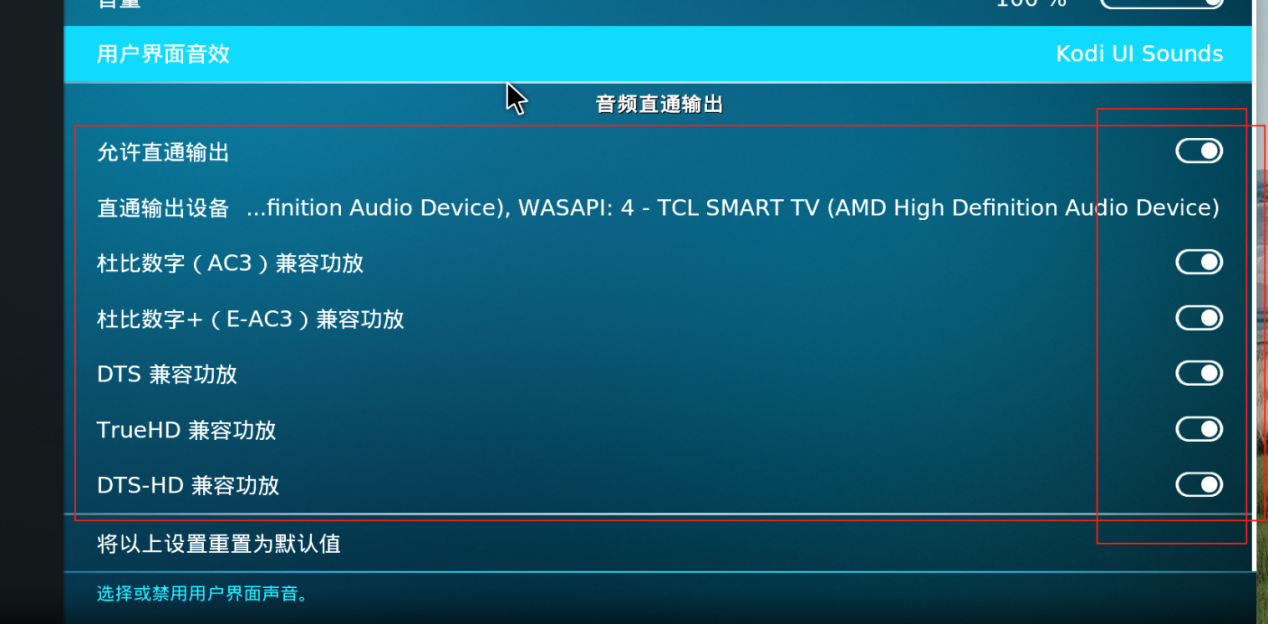 音量 100 %
用户界面音效 Kodi UI Sounds
音频直通输出
允许直通输出
直通输出设备 ...finition Audio Device), WASAPI: 4 - TCL SMART TV (AMD High Definition Audio Device)
杜比数字（AC3）兼容功放
杜比数字+（E-AC3）兼容功放
DTS 兼容功放
TrueHD 兼容功放
DTS-HD 兼容功放
将以上设置重置为默认值
选择或禁用用户界面声音。